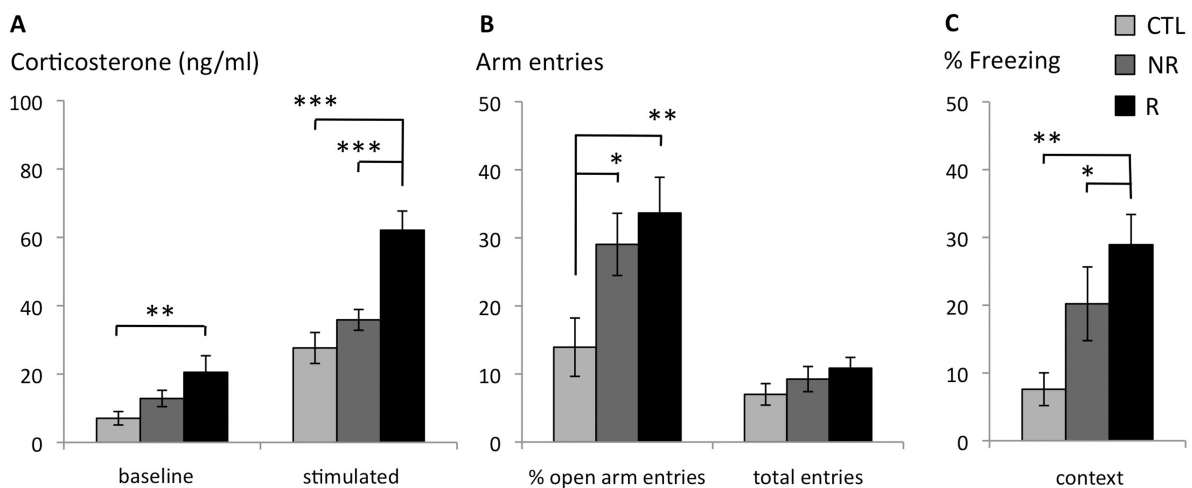 A
Corticosterone (ng/ml)
100
80
60
40
20
0
***
***
**
baseline
stimulated
B
Arm entries
50
40
30
20
10
0
**
*
% open arm entries
total entries
C
% Freezing
50
40
30
20
10
0
**
*
context
CTL
NR
R